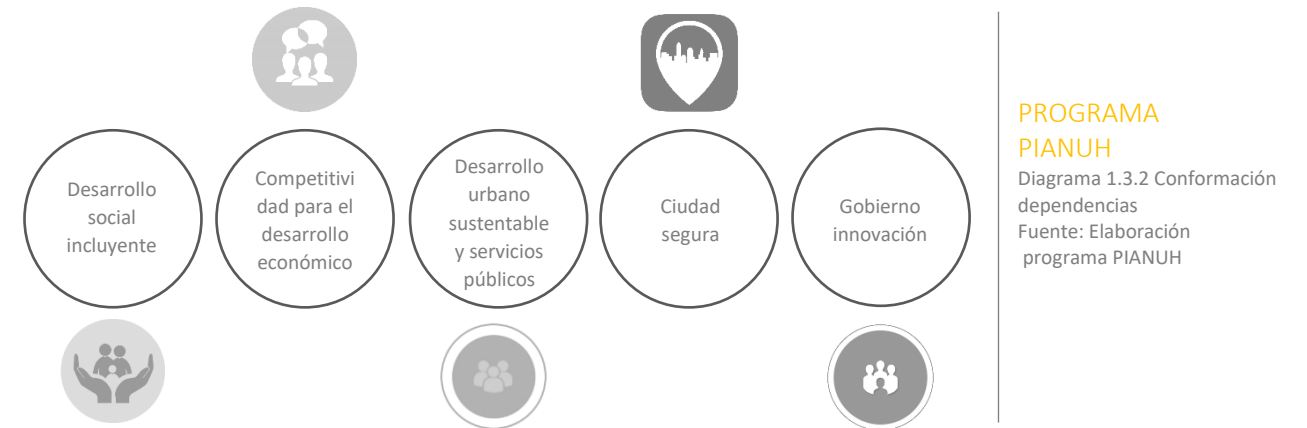 Desarrollo
social
incluyente
Competitivi
dad para el
desarrollo
económico
Desarrollo
urbano
sustentable
y servicios
públicos
Ciudad
segura
Gobierno
innovación
PROGRAMA
PIANUH
Diagrama 1.3.2 Conformación
dependencias
Fuente: Elaboración
programa PIANUH